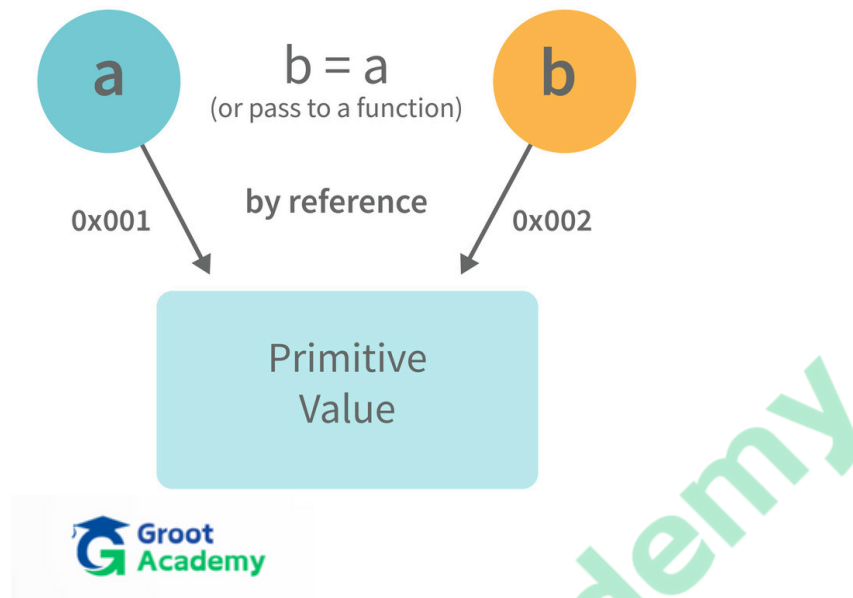 a
b = a
(or pass to a function)
b
0x001
by reference
0x002
Primitive
Value
Groot
Academy
demy